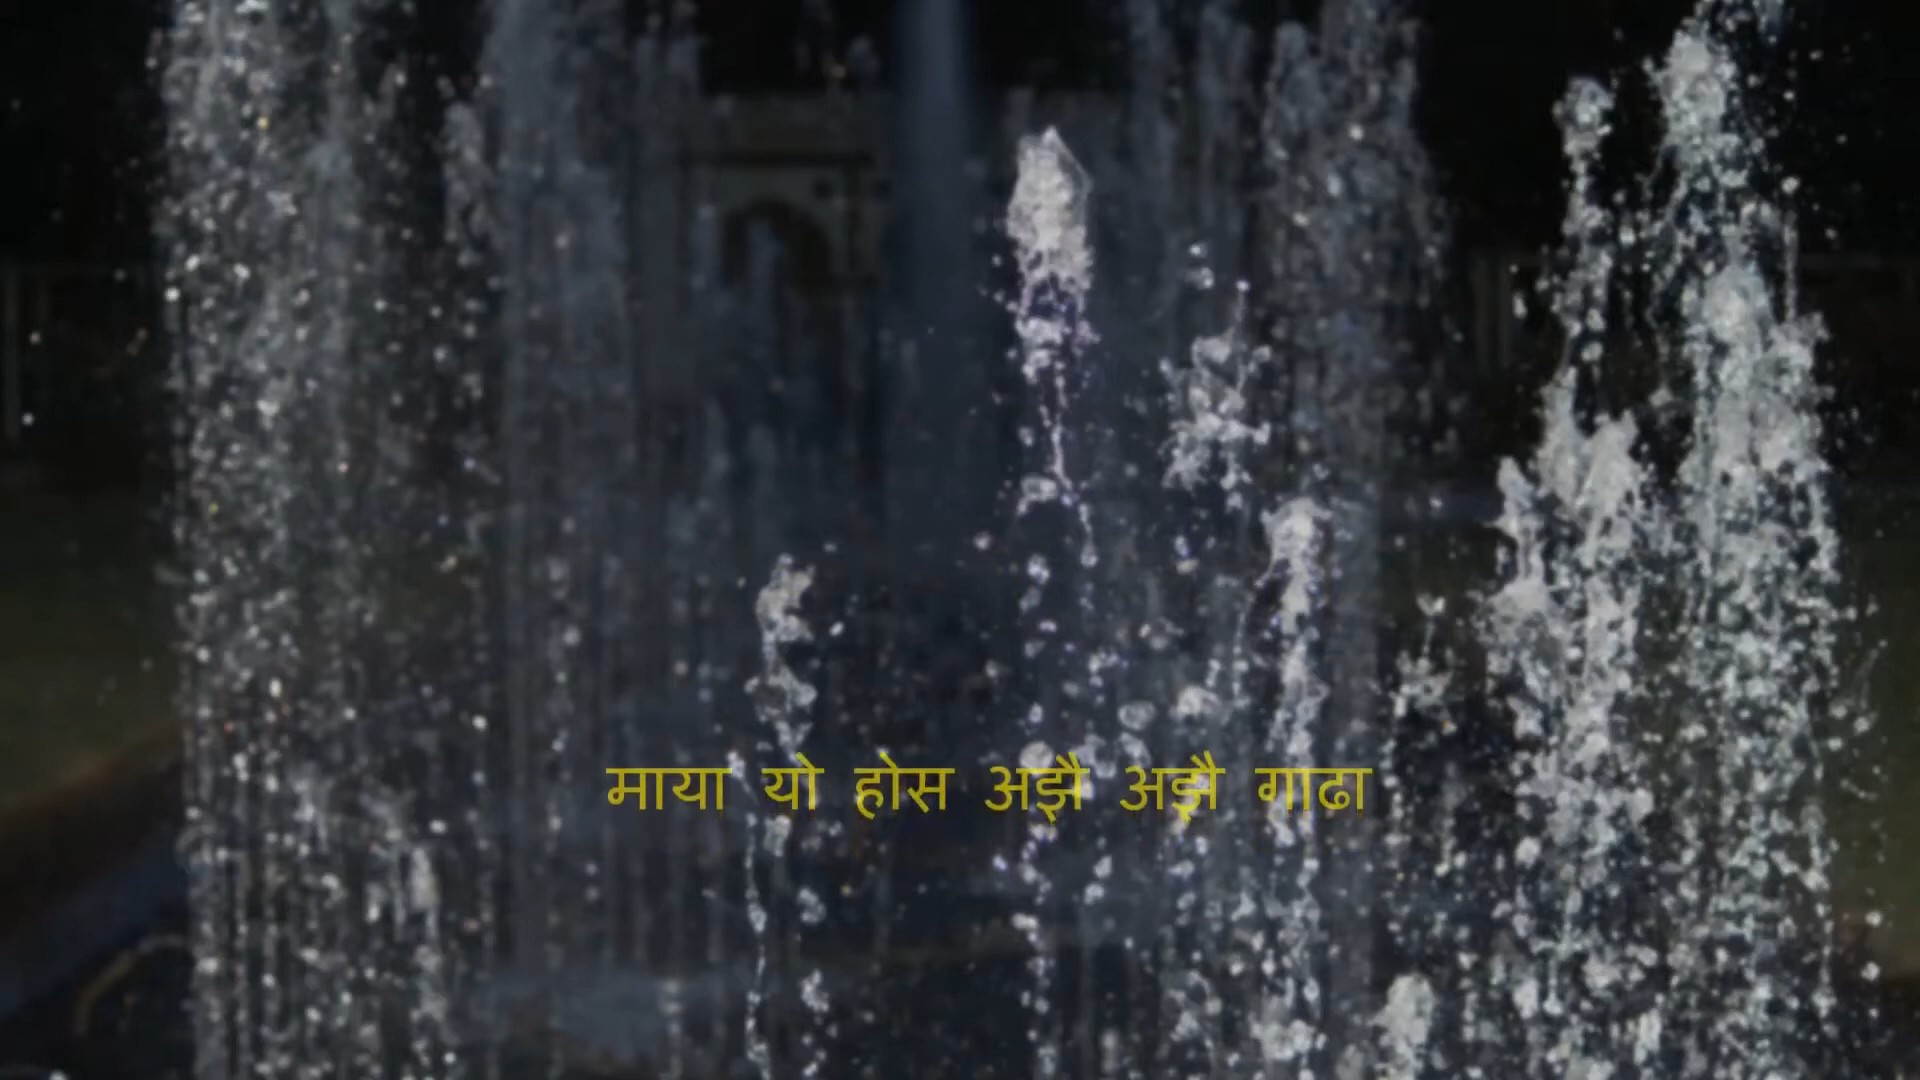 माया यो होस अझै अझै गाढा